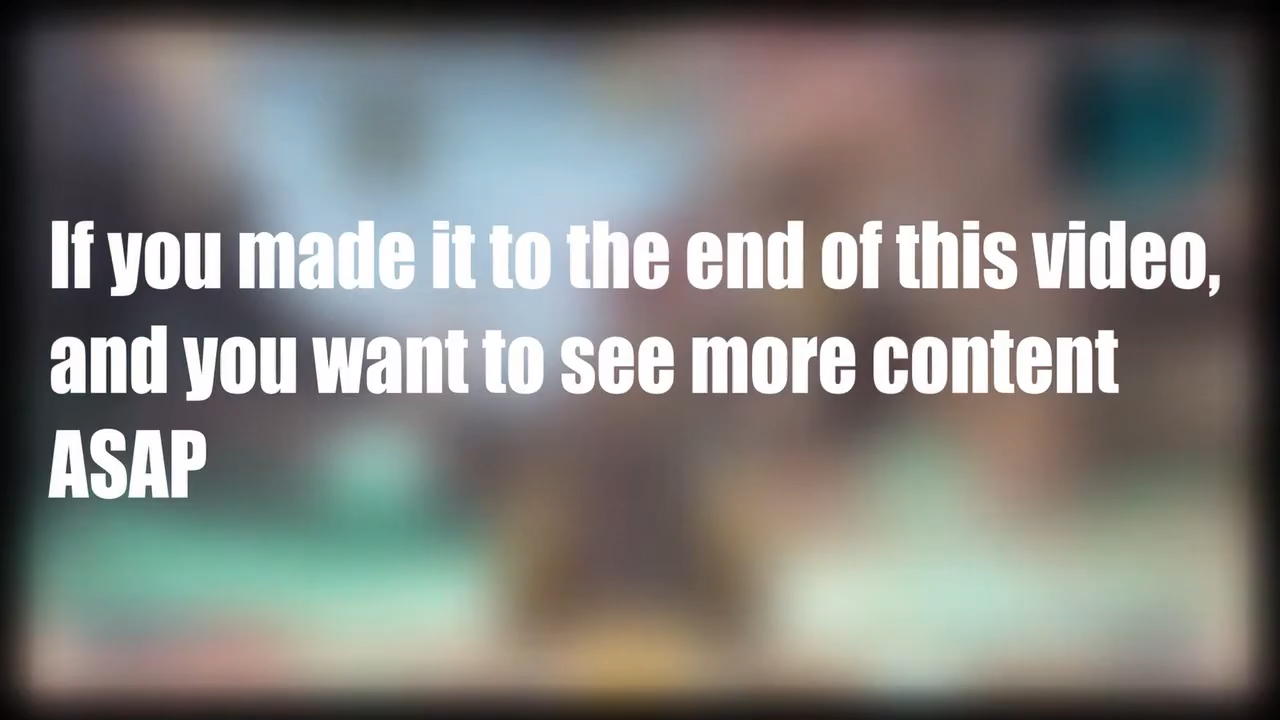 If you made it to the end of this video,
and you want to see more content
ASAP